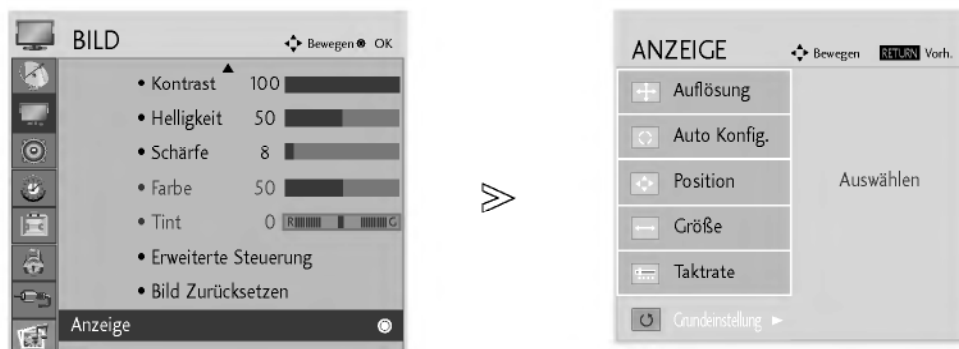 BILD
Bewegen OK
• Kontrast 100
• Helligkeit 50
• Schärfe 8
• Farbe 50
• Tint 0 R G
• Erweiterte Steuerung
• Bild Zurücksetzen
Anzeige
≫
ANZEIGE
Bewegen RETURN Vorh.
Auflösung
Auto Konfig.
Position
Größe
Taktrate
Grundeinstellung ►
Auswählen